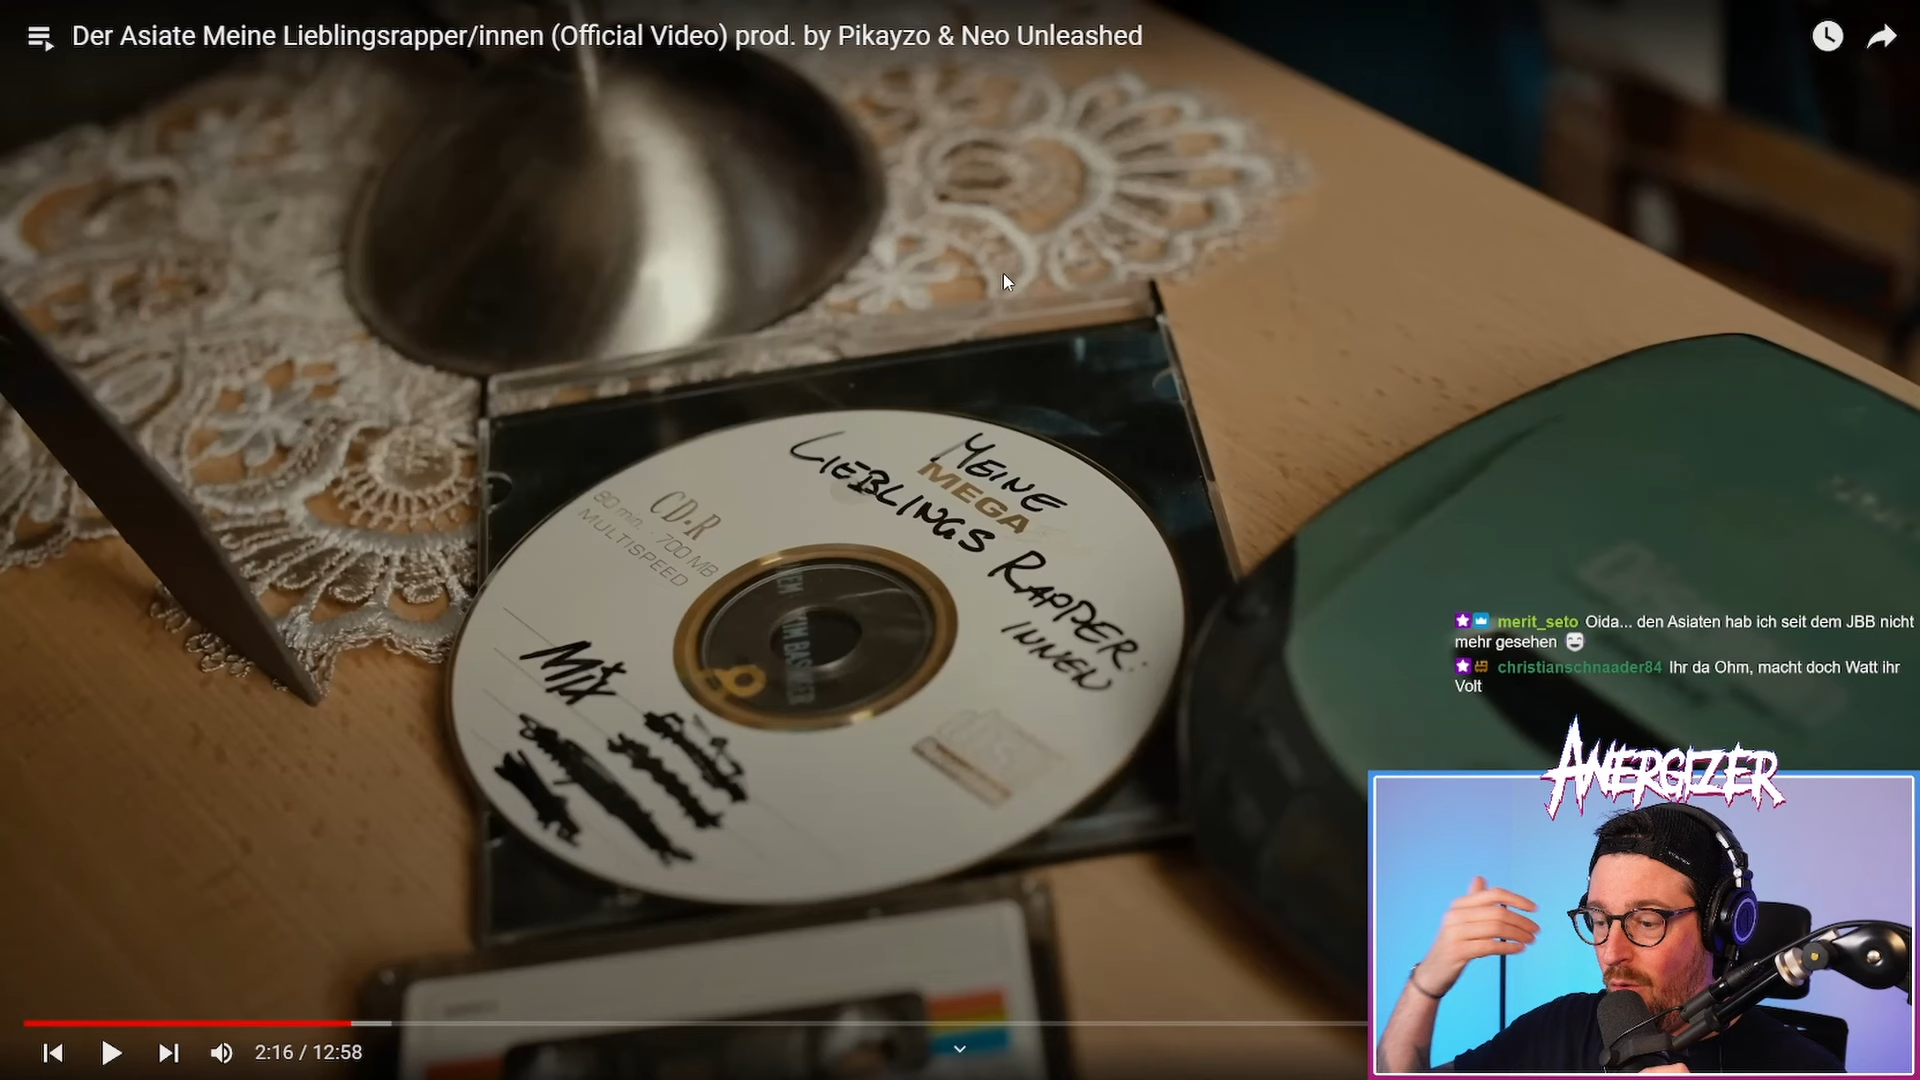 Der Asiate Meine Lieblingsrapper/innen (Official Video) prod. by Pikayzo & Neo Unleashed
MEINE
MEGA
LIEBLINGS RAPPER:
INNEN
CD-R
80 min. · 700 MB
MULTISPEED
MIX
merit_seto Oida... den Asiaten hab ich seit dem JBB nicht
mehr gesehen
christianschnaader84 Ihr da Ohm, macht doch Watt ihr
Volt
AWERGIZER
2:16 / 12:58